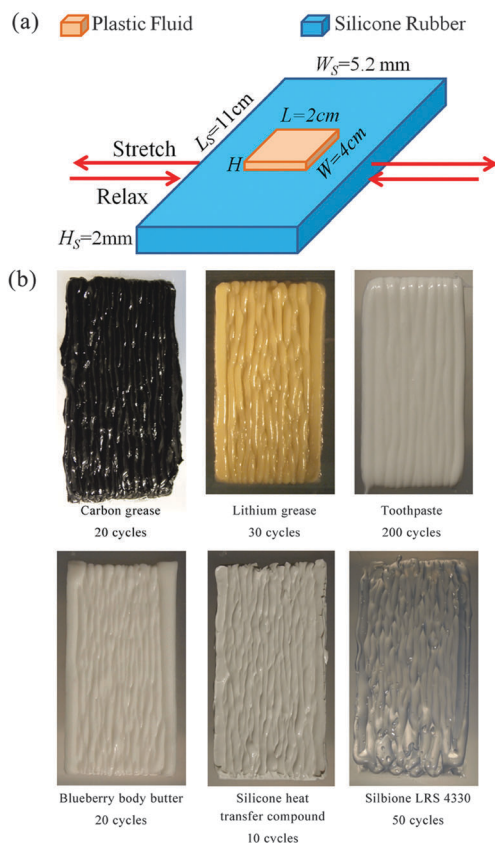 (a)
Plastic Fluid
Silicone Rubber
W_S=5.2 mm
L_S=11cm
L=2cm
W=4cm
H
Stretch
Relax
H_S=2mm
(b)
Carbon grease
20 cycles
Lithium grease
30 cycles
Toothpaste
200 cycles
Blueberry body butter
20 cycles
Silicone heat
transfer compound
10 cycles
Silbione LRS 4330
50 cycles